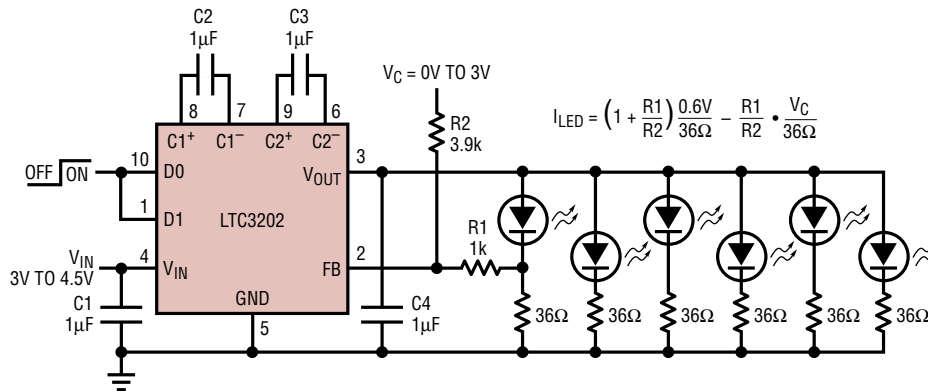 C2
1µF
C3
1µF
V_C = 0V TO 3V
I_LED = (1 + R1/R2) 0.6V/36Ω – R1/R2 • V_C/36Ω
R2
3.9k
8
7
9
6
C1+
C1–
C2+
C2–
OFF
ON
10
D0
V_OUT
3
1
D1
LTC3202
R1
1k
V_IN
3V TO 4.5V
4
V_IN
FB
2
GND
5
C1
1µF
C4
1µF
36Ω
36Ω
36Ω
36Ω
36Ω
36Ω